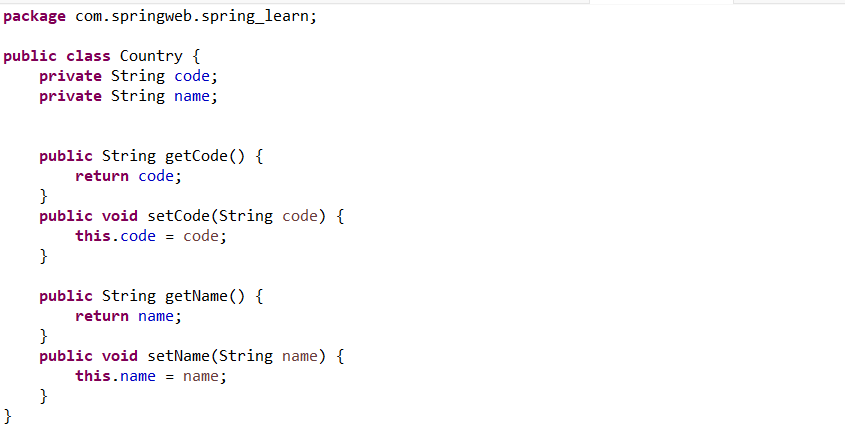 package com.springweb.spring_learn;
public class Country {
    private String code;
    private String name;
    public String getCode() {
        return code;
    }
    public void setCode(String code) {
        this.code = code;
    }
    public String getName() {
        return name;
    }
    public void setName(String name) {
        this.name = name;
    }
}